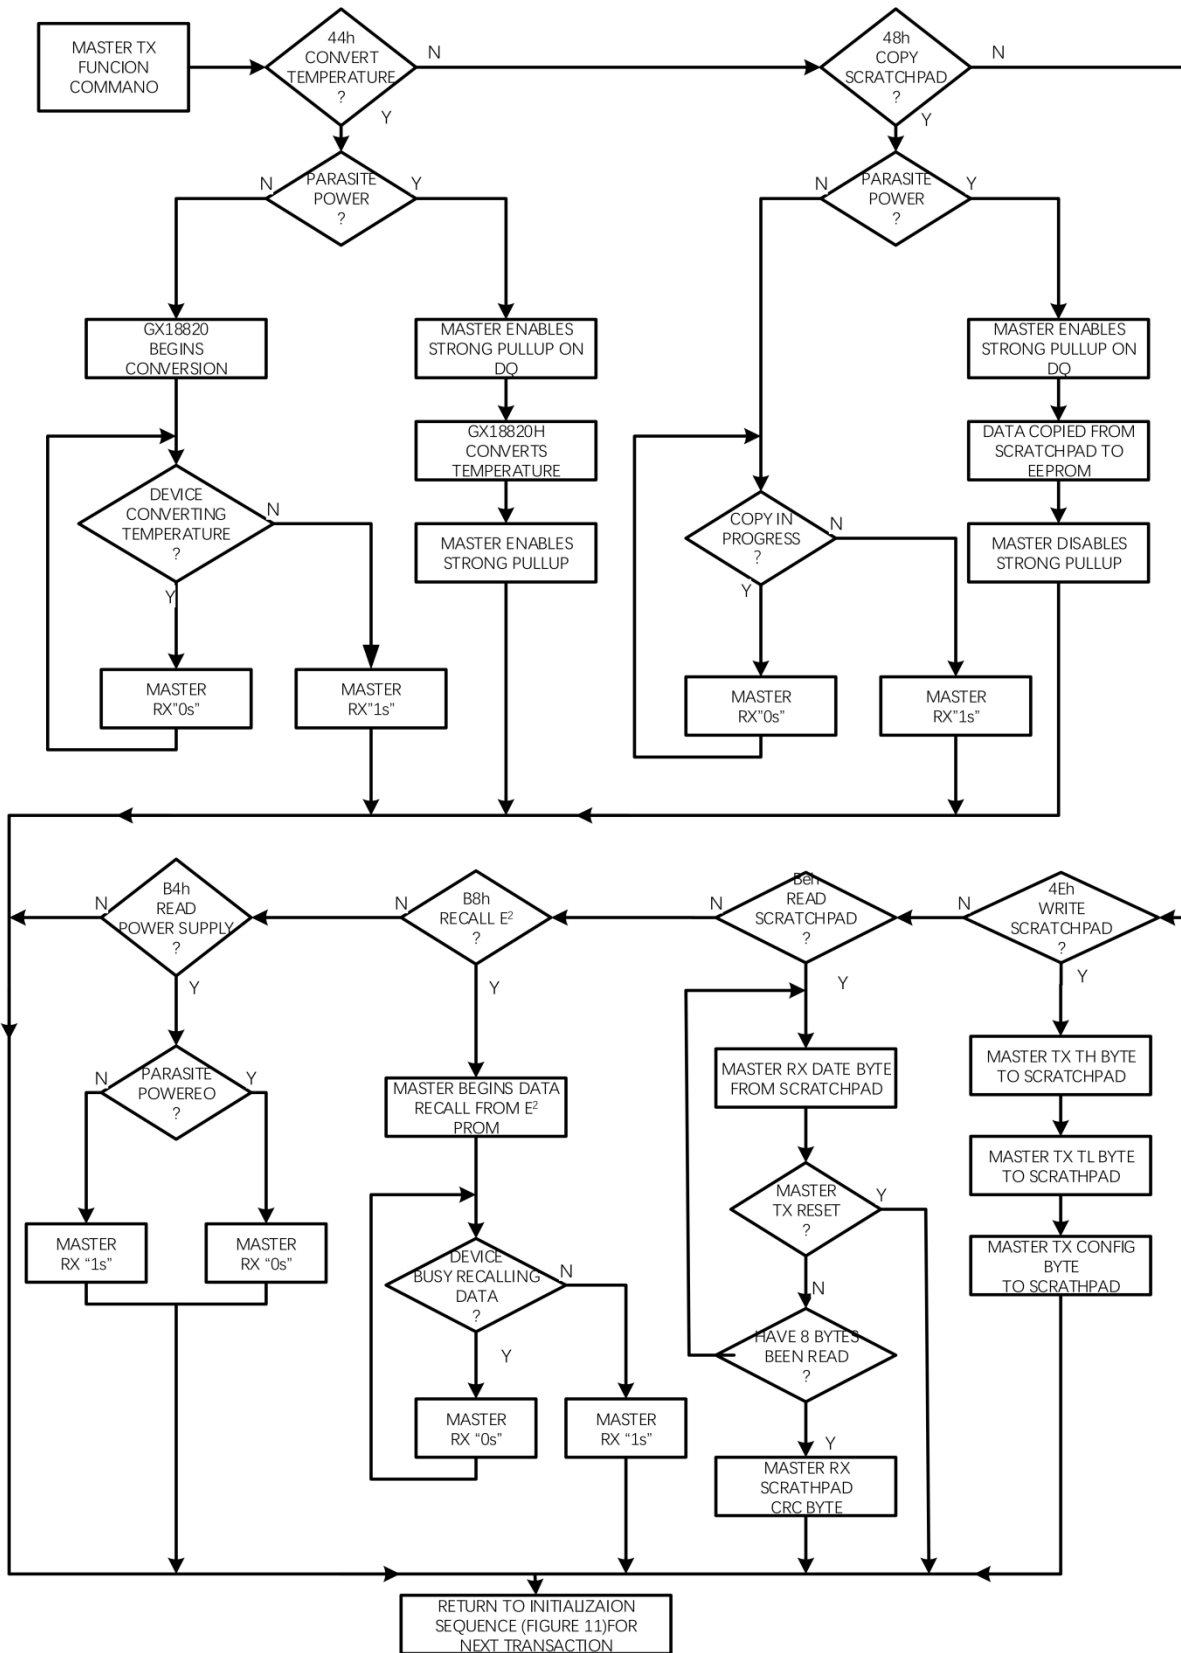 MASTER TX
FUNCION
COMMANO
44h
CONVERT
TEMPERATURE
?
N
Y
48h
COPY
SCRATCHPAD
?
N
Y
PARASITE
POWER
?
N
Y
PARASITE
POWER
?
N
Y
GX18820
BEGINS
CONVERSION
MASTER ENABLES
STRONG PULLUP ON
DQ
MASTER ENABLES
STRONG PULLUP ON
DQ
GX18820H
CONVERTS
TEMPERATURE
DATA COPIED FROM
SCRATCHPAD TO
EEPROM
DEVICE
CONVERTING
TEMPERATURE
?
N
Y
MASTER ENABLES
STRONG PULLUP
COPY IN
PROGRESS
?
N
Y
MASTER DISABLES
STRONG PULLUP
MASTER
RX"0s"
MASTER
RX"1s"
MASTER
RX"0s"
MASTER
RX"1s"
B4h
READ
POWER SUPPLY
?
N
Y
B8h
RECALL E²
?
N
Y
Beh
READ
SCRATCHPAD
?
N
Y
4Eh
WRITE
SCRATCHPAD
?
N
Y
PARASITE
POWEREO
?
N
Y
MASTER BEGINS DATA
RECALL FROM E²
PROM
MASTER RX DATE BYTE
FROM SCRATCHPAD
MASTER TX TH BYTE
TO SCRATCHPAD
MASTER TX TL BYTE
TO SCRATHPAD
MASTER
TX RESET
?
Y
N
MASTER
RX “1s”
MASTER
RX “0s”
DEVICE
BUSY RECALLING
DATA
?
N
Y
MASTER TX CONFIG
BYTE
TO SCRATHPAD
HAVE 8 BYTES
BEEN READ
?
Y
MASTER
RX “0s”
MASTER
RX “1s”
MASTER RX
SCRATHPAD
CRC BYTE
RETURN TO INITIALIZAION
SEQUENCE (FIGURE 11)FOR
NEXT TRANSACTION